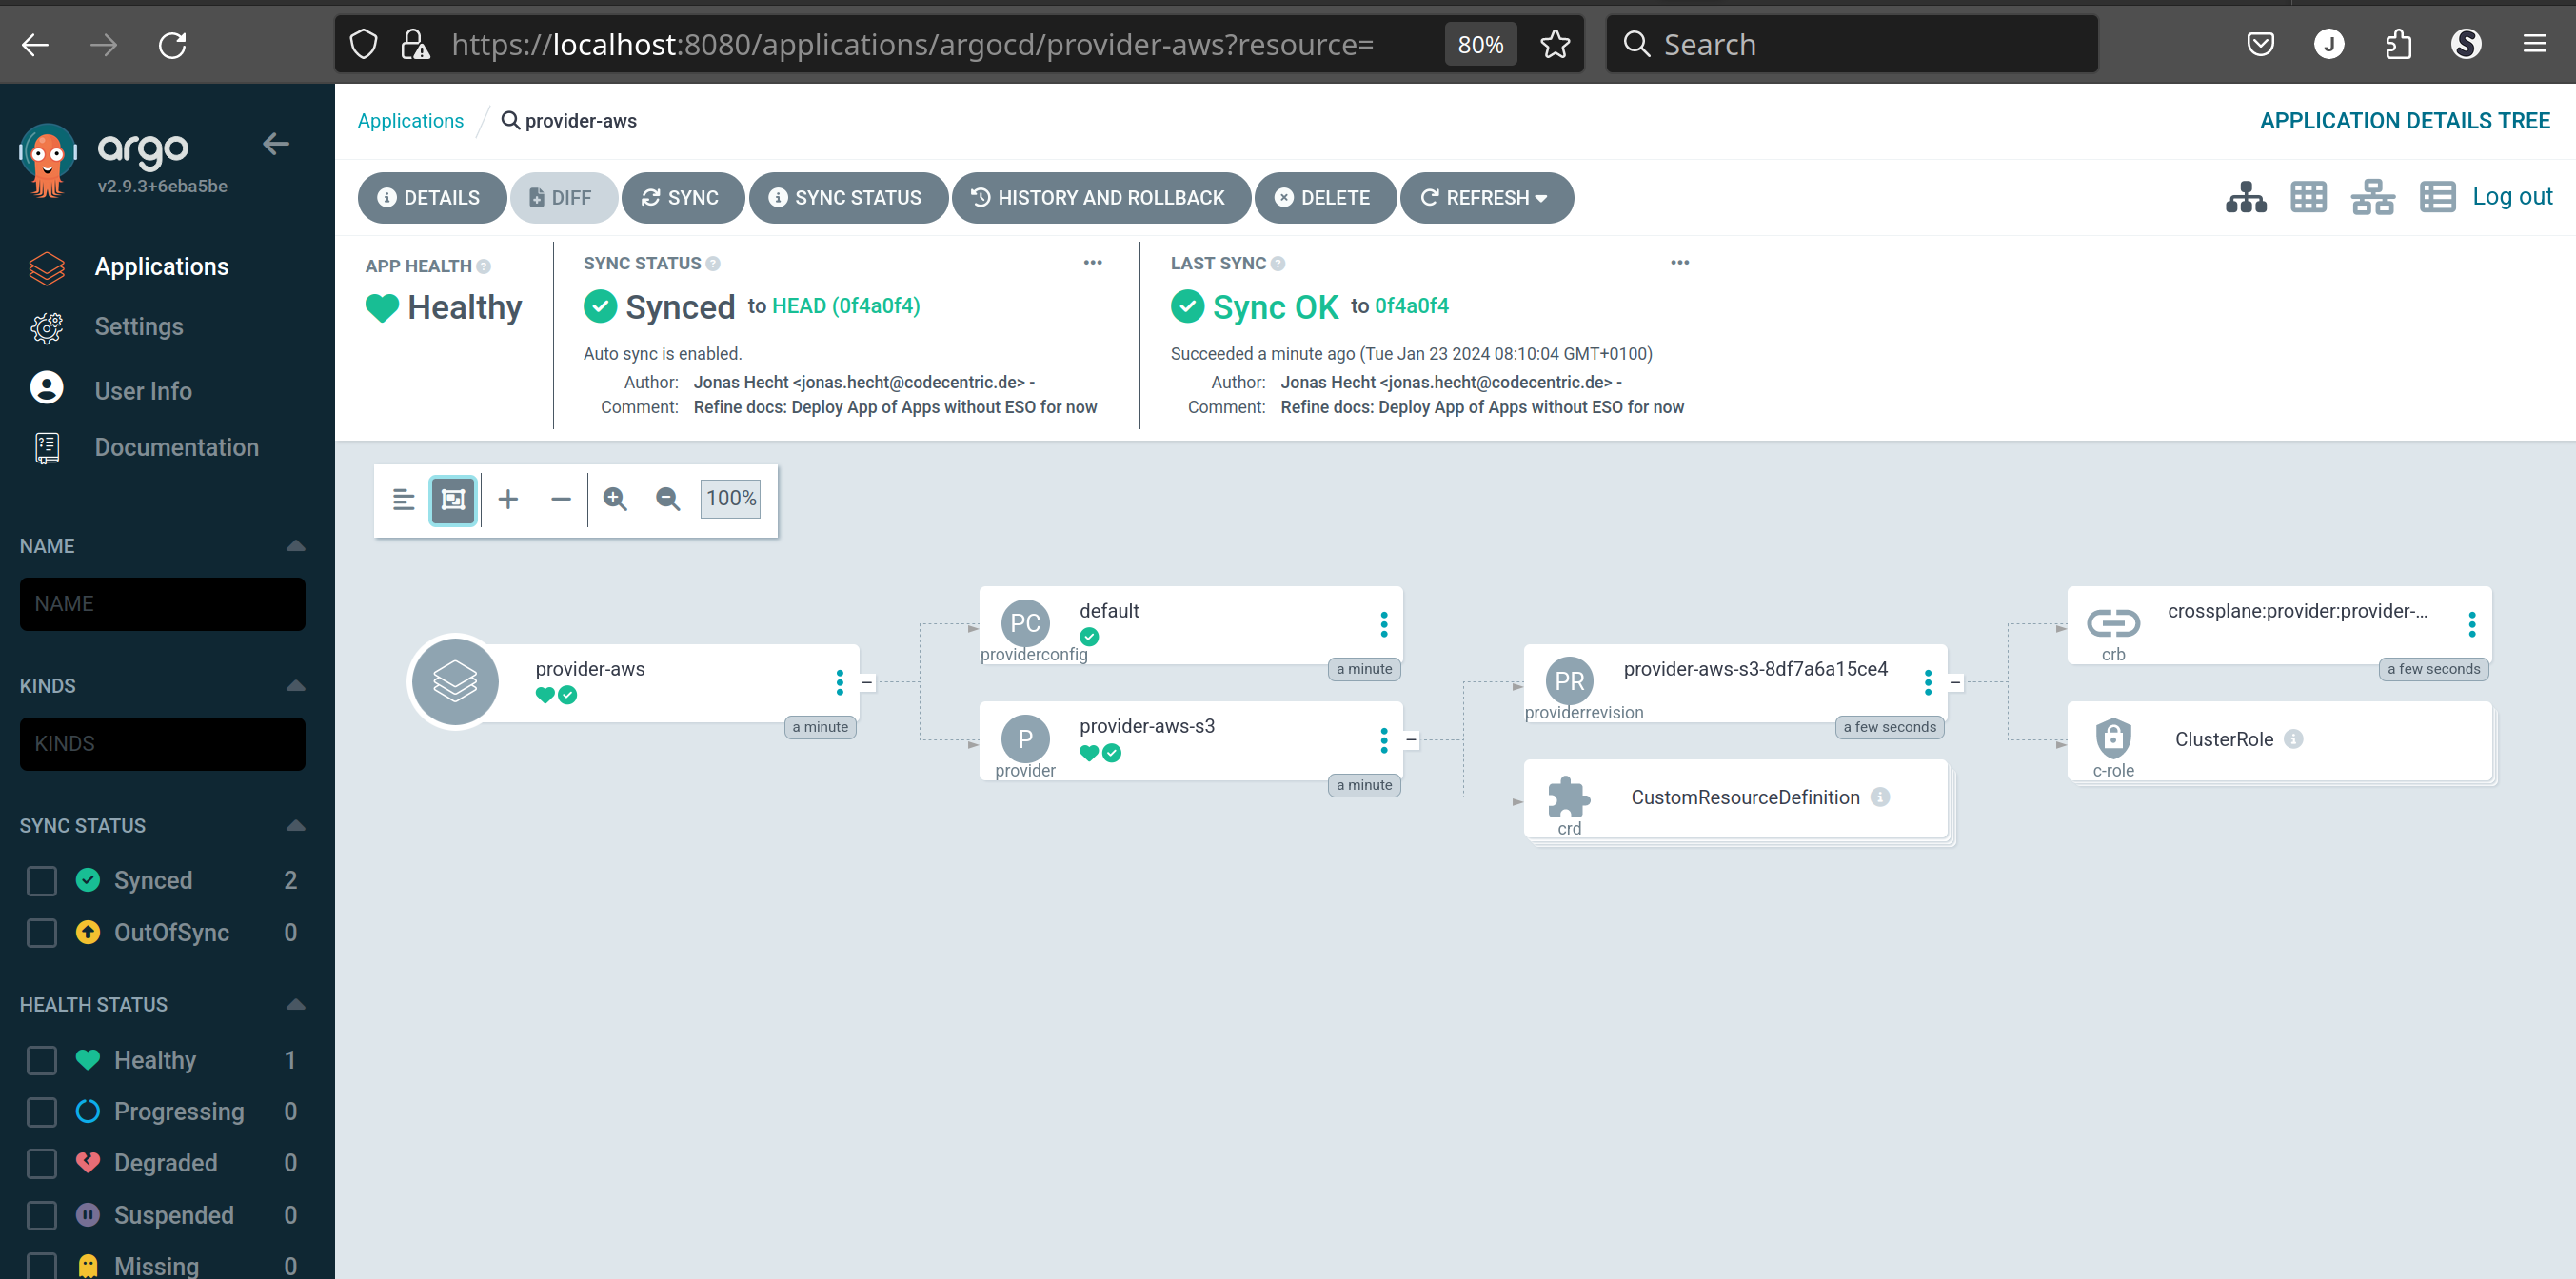 https://localhost:8080/applications/argocd/provider-aws?resource=
80%
Search
J
S
argo
v2.9.3+6eba5be
Applications
Settings
User Info
Documentation
NAME
NAME
KINDS
KINDS
SYNC STATUS
Synced 2
OutOfSync 0
HEALTH STATUS
Healthy 1
Progressing 0
Degraded 0
Suspended 0
Missing 0
Applications / provider-aws
APPLICATION DETAILS TREE
DETAILS DIFF SYNC SYNC STATUS HISTORY AND ROLLBACK DELETE REFRESH
Log out
APP HEALTH
Healthy
SYNC STATUS
Synced to HEAD (0f4a0f4)
Auto sync is enabled.
Author: Jonas Hecht <jonas.hecht@codecentric.de> -
Comment: Refine docs: Deploy App of Apps without ESO for now
LAST SYNC
Sync OK to 0f4a0f4
Succeeded a minute ago (Tue Jan 23 2024 08:10:04 GMT+0100)
Author: Jonas Hecht <jonas.hecht@codecentric.de> -
Comment: Refine docs: Deploy App of Apps without ESO for now
100%
provider-aws
a minute
PC
default
providerconfig
a minute
P
provider-aws-s3
provider
a minute
PR
provider-aws-s3-8df7a6a15ce4
providerrevision
a few seconds
CustomResourceDefinition
crd
crossplane:provider:provider-...
crb
a few seconds
ClusterRole
c-role